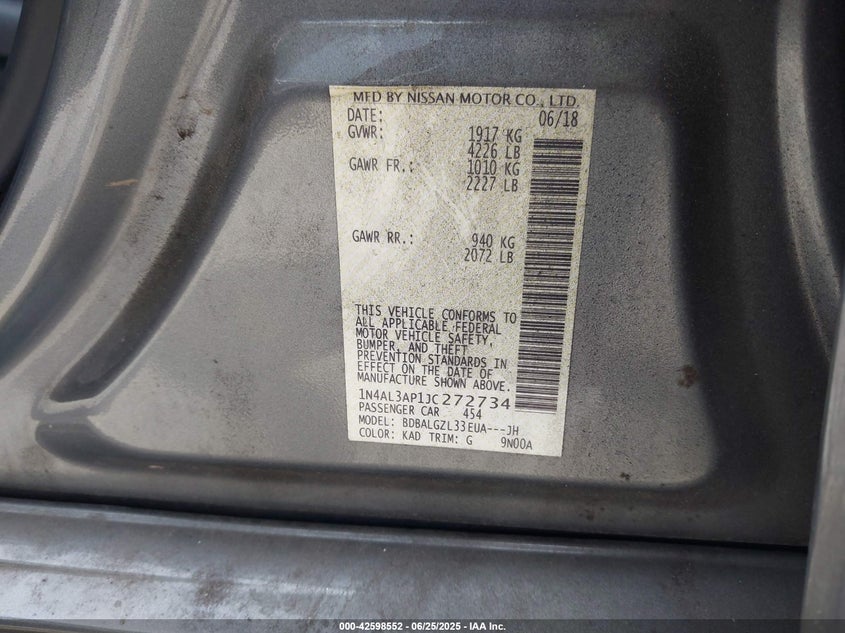 MFD BY NISSAN MOTOR CO., LTD.
DATE: 06/18
GVWR: 1917 KG
4226 LB
GAWR FR.: 1010 KG
2227 LB
GAWR RR.: 940 KG
2072 LB
THIS VEHICLE CONFORMS TO
ALL APPLICABLE FEDERAL
MOTOR VEHICLE SAFETY,
BUMPER, AND THEFT
PREVENTION STANDARDS IN
EFFECT ON THE DATE OF
MANUFACTURE SHOWN ABOVE.
1N4AL3AP1JC272734
PASSENGER CAR 454
MODEL: BDBALGZL33EUA---JH
COLOR: KAD TRIM: G 9N00A
000-42598552 | 06/25/2025 - IAA Inc.